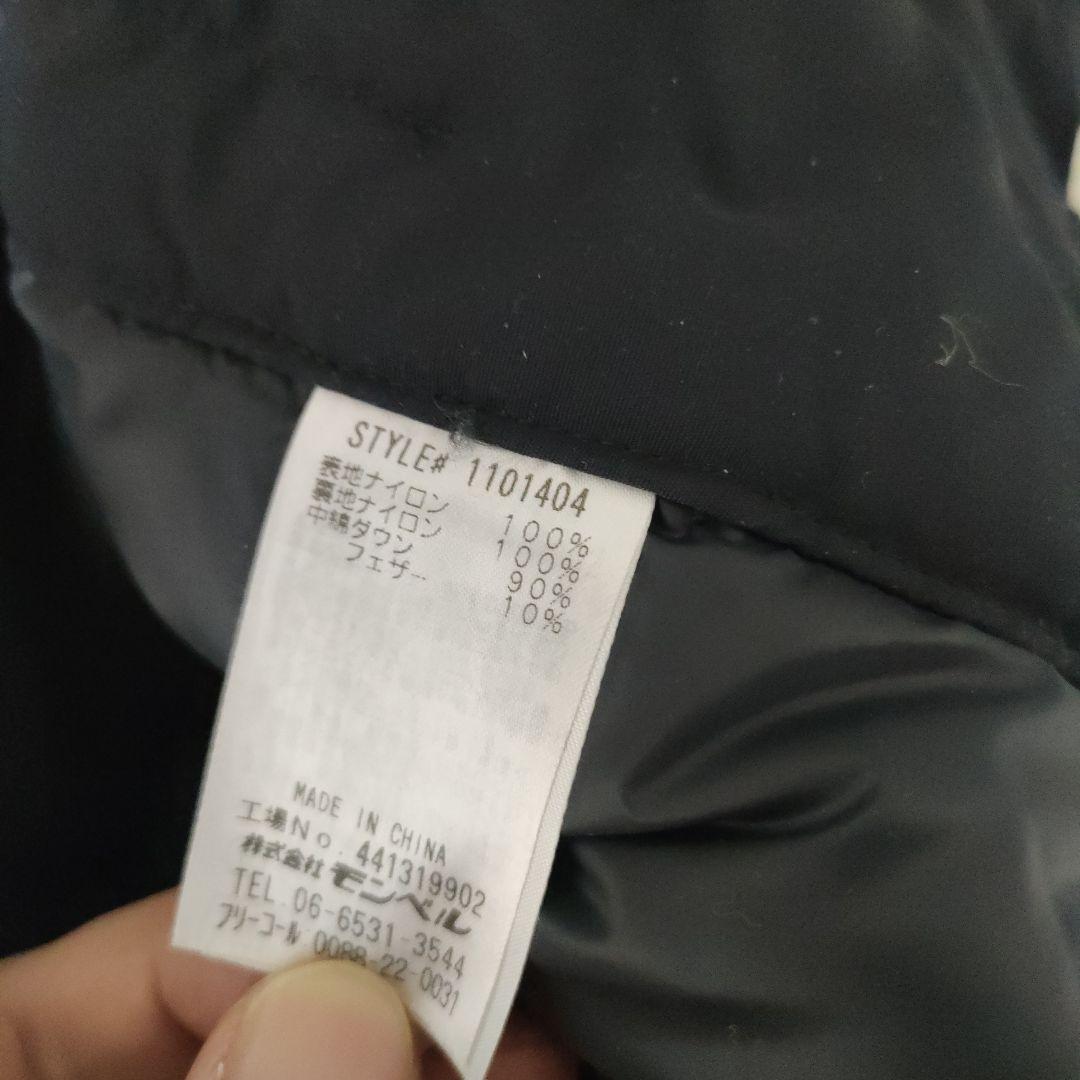 STYLE# 1101404
表地ナイロン 100%
裏地ナイロン 100%
中綿ダウン 90%
フェザー 10%
MADE IN CHINA
工場No. 441319902
株式会社 モンベル
TEL.06-6531-3544
フリーコール 0088-22-0031